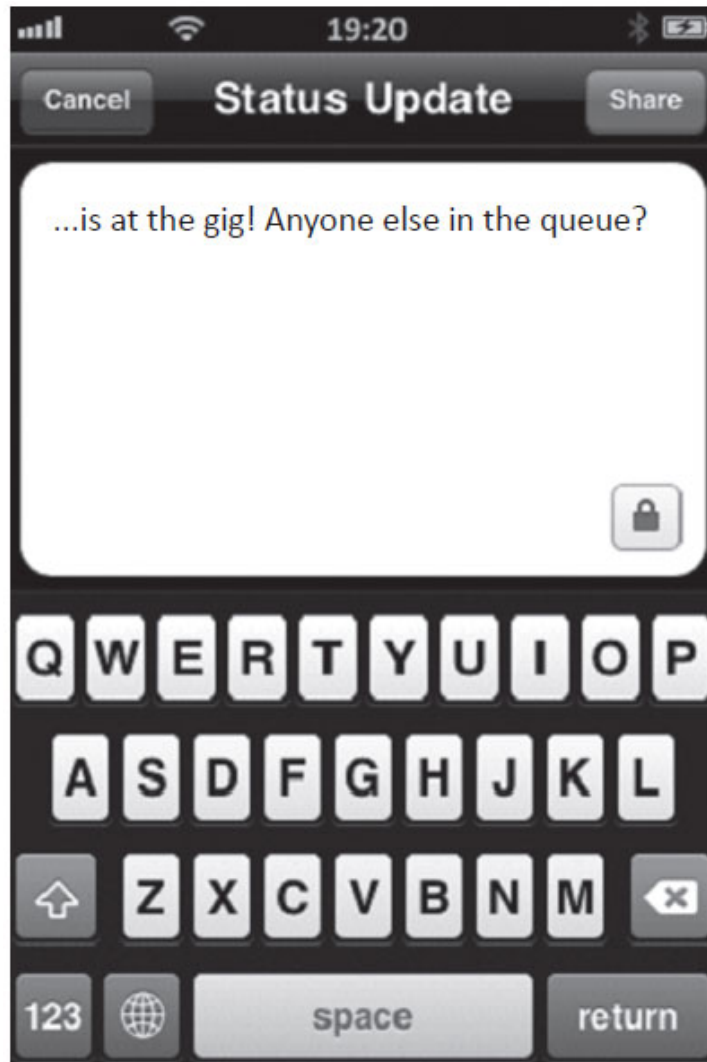 19:20
Cancel Status Update Share
...is at the gig! Anyone else in the queue?
Q W E R T Y U I O P
A S D F G H J K L
Z X C V B N M
123 space return